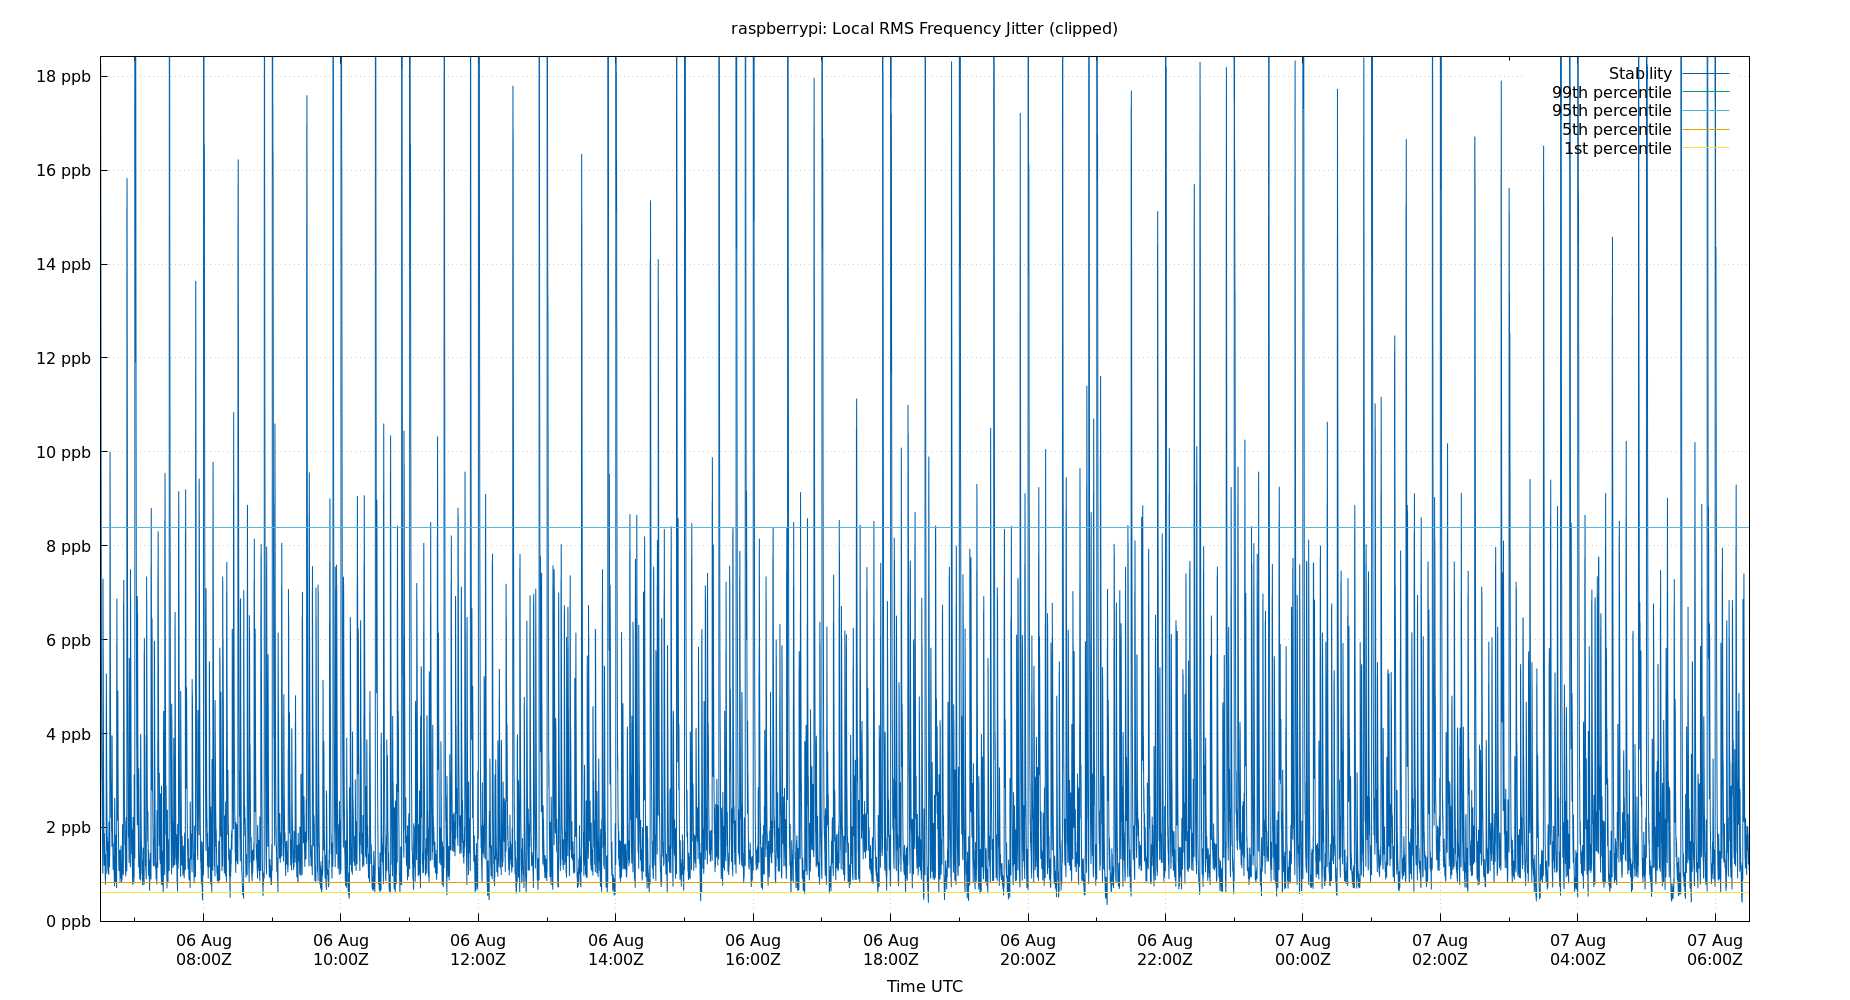 raspberrypi: Local RMS Frequency Jitter (clipped)
18 ppb
16 ppb
14 ppb
12 ppb
10 ppb
8 ppb
6 ppb
4 ppb
2 ppb
0 ppb
Stability
99th percentile
95th percentile
5th percentile
1st percentile
06 Aug 06 Aug 06 Aug 06 Aug 06 Aug 06 Aug 06 Aug 06 Aug 07 Aug 07 Aug 07 Aug 07 Aug
08:00Z 10:00Z 12:00Z 14:00Z 16:00Z 18:00Z 20:00Z 22:00Z 00:00Z 02:00Z 04:00Z 06:00Z
Time UTC